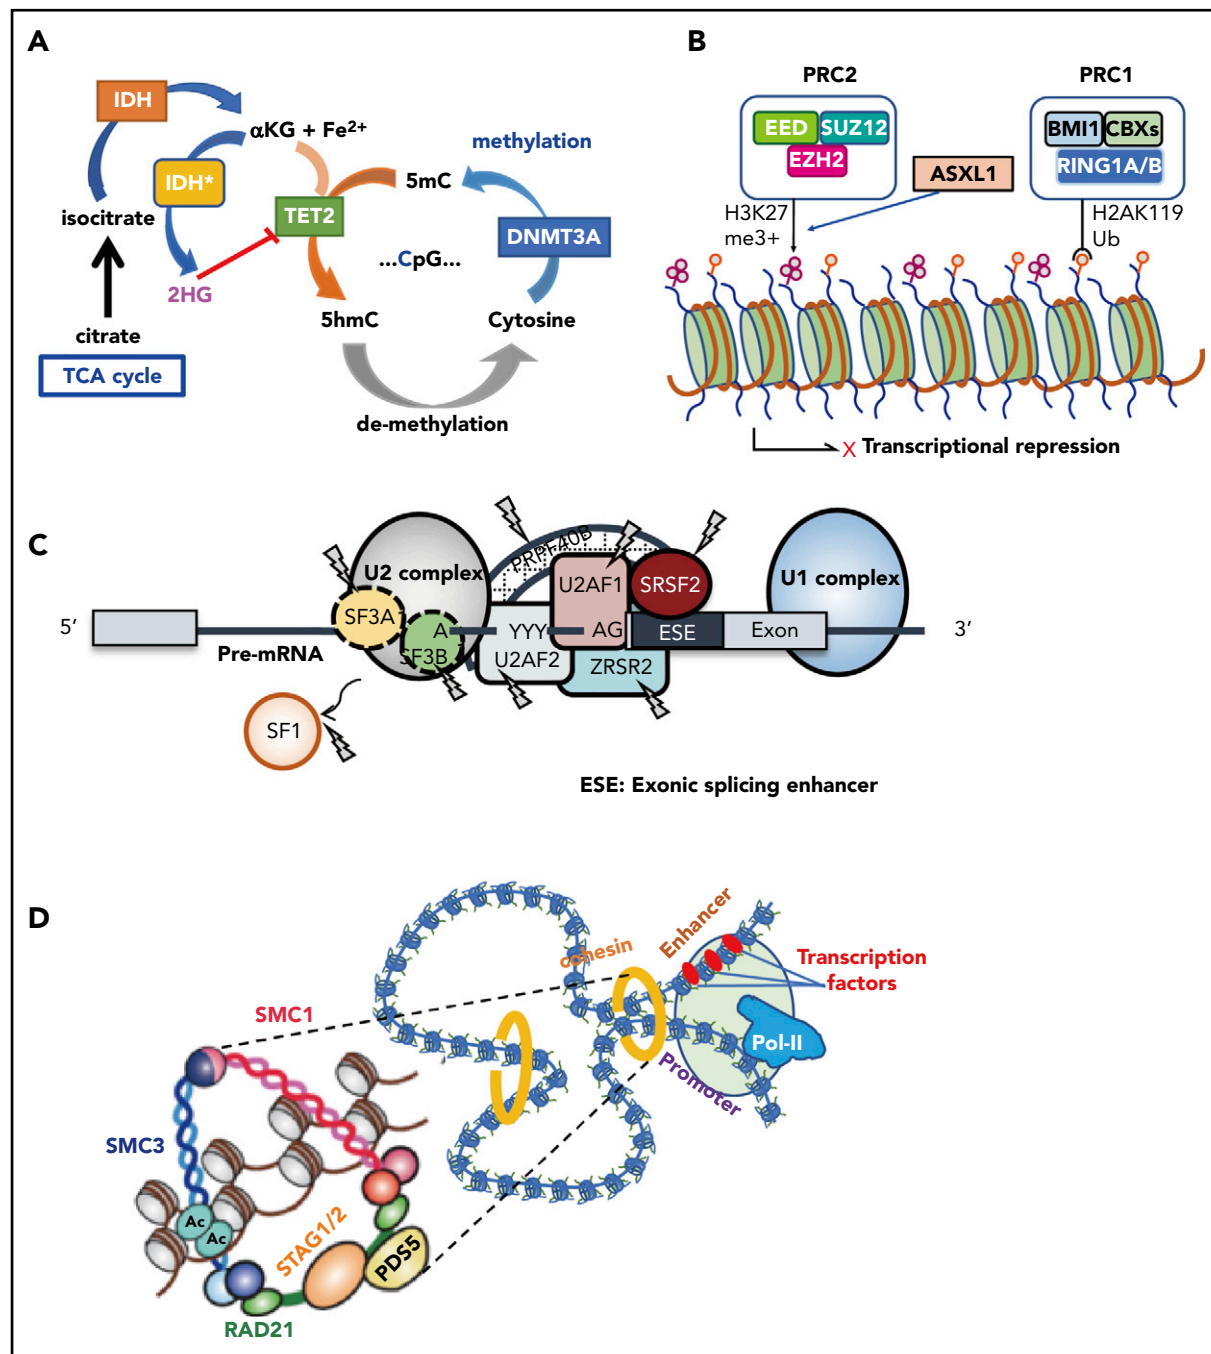 A
IDH
αKG + Fe²⁺
IDH*
isocitrate
2HG
citrate
TCA cycle
TET2
5mC
methylation
DNMT3A
...CpG...
5hmC
Cytosine
de-methylation
B
PRC2
PRC1
EED
SUZ12
EZH2
ASXL1
BMI1
CBXs
RING1A/B
H3K27
me3+
H2AK119
Ub
X Transcriptional repression
C
PRPF40B
U2 complex
U2AF1
SRSF2
U1 complex
5′
SF3A
A
YYY
AG
ESE
Exon
3′
Pre-mRNA
SF3B
U2AF2
ZRSR2
SF1
ESE: Exonic splicing enhancer
D
cohesin
Enhancer
Transcription
factors
SMC1
Pol-II
Promoter
SMC3
Ac
Ac
STAG1/2
PDS5
RAD21